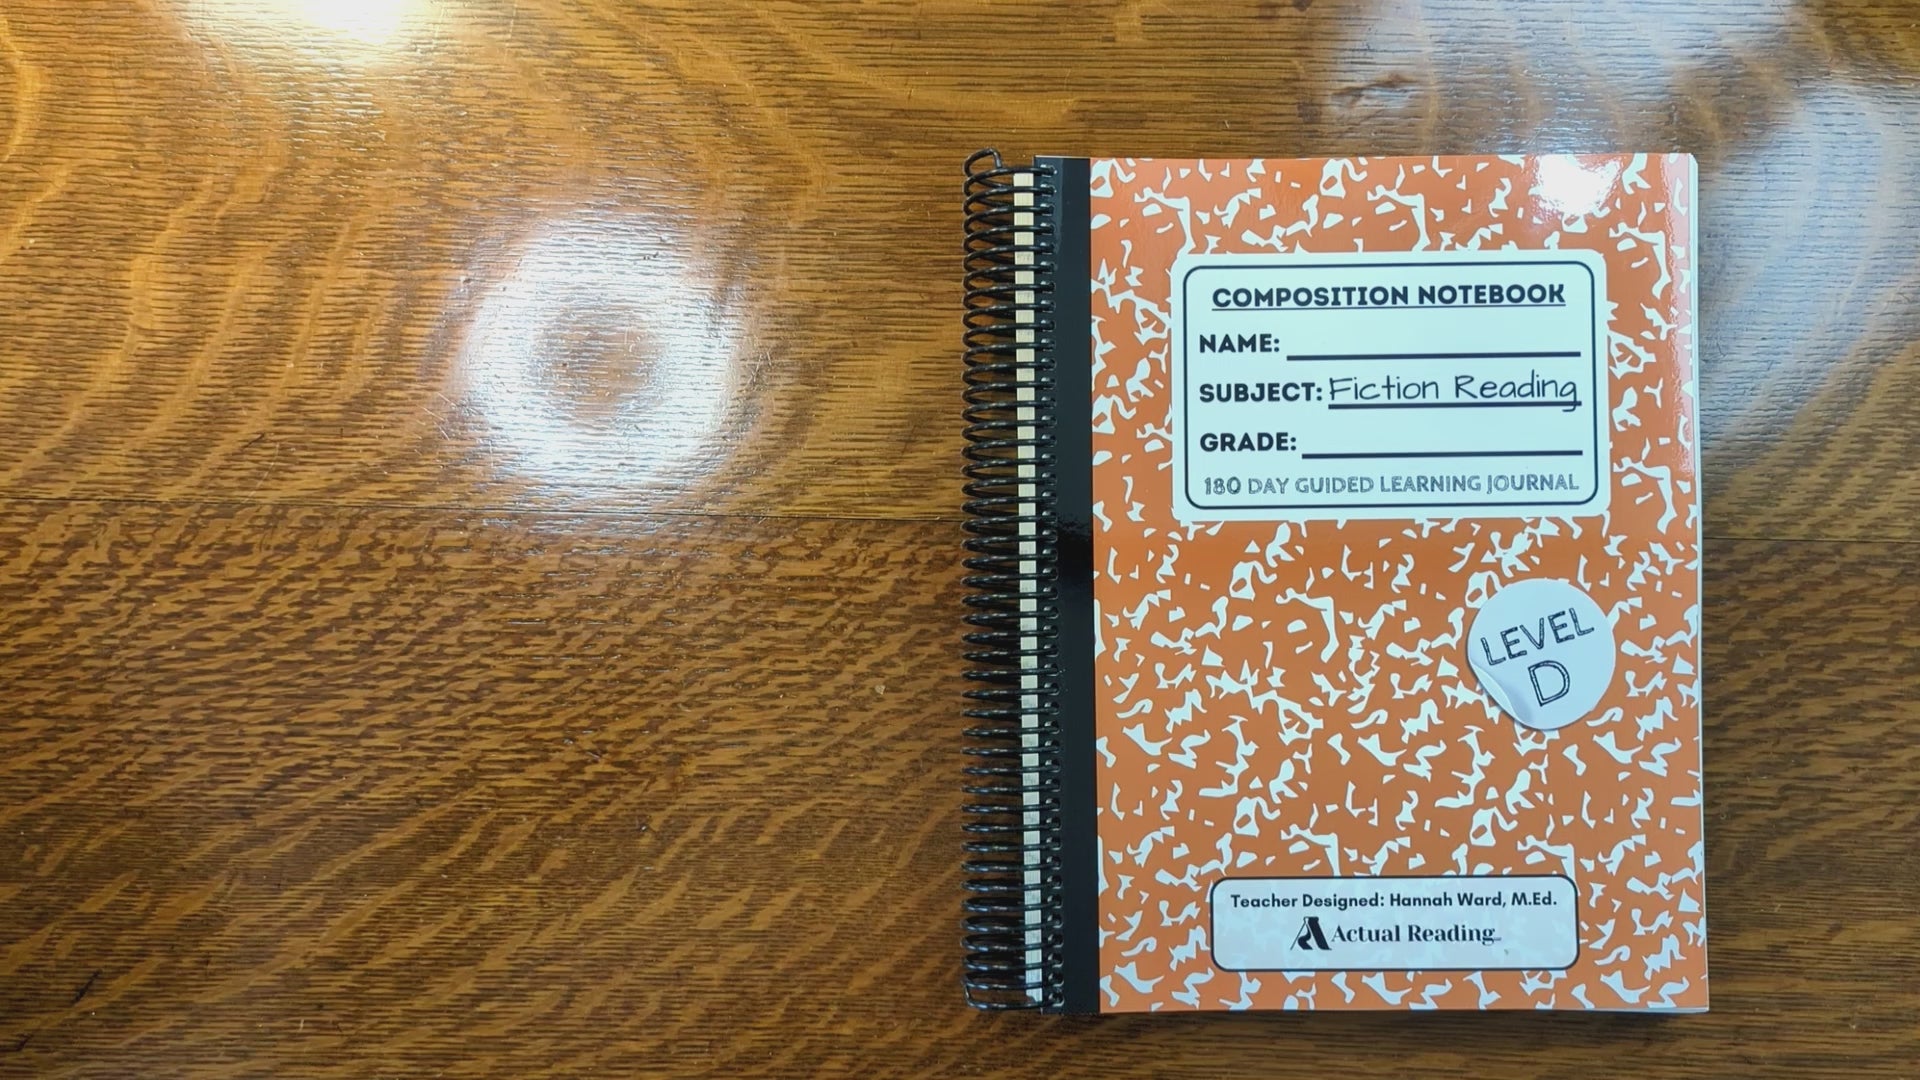 COMPOSITION NOTEBOOK
NAME:
SUBJECT: Fiction Reading
GRADE:
180 DAY GUIDED LEARNING JOURNAL
LEVEL
D
Teacher Designed: Hannah Ward, M.Ed.
Actual Reading